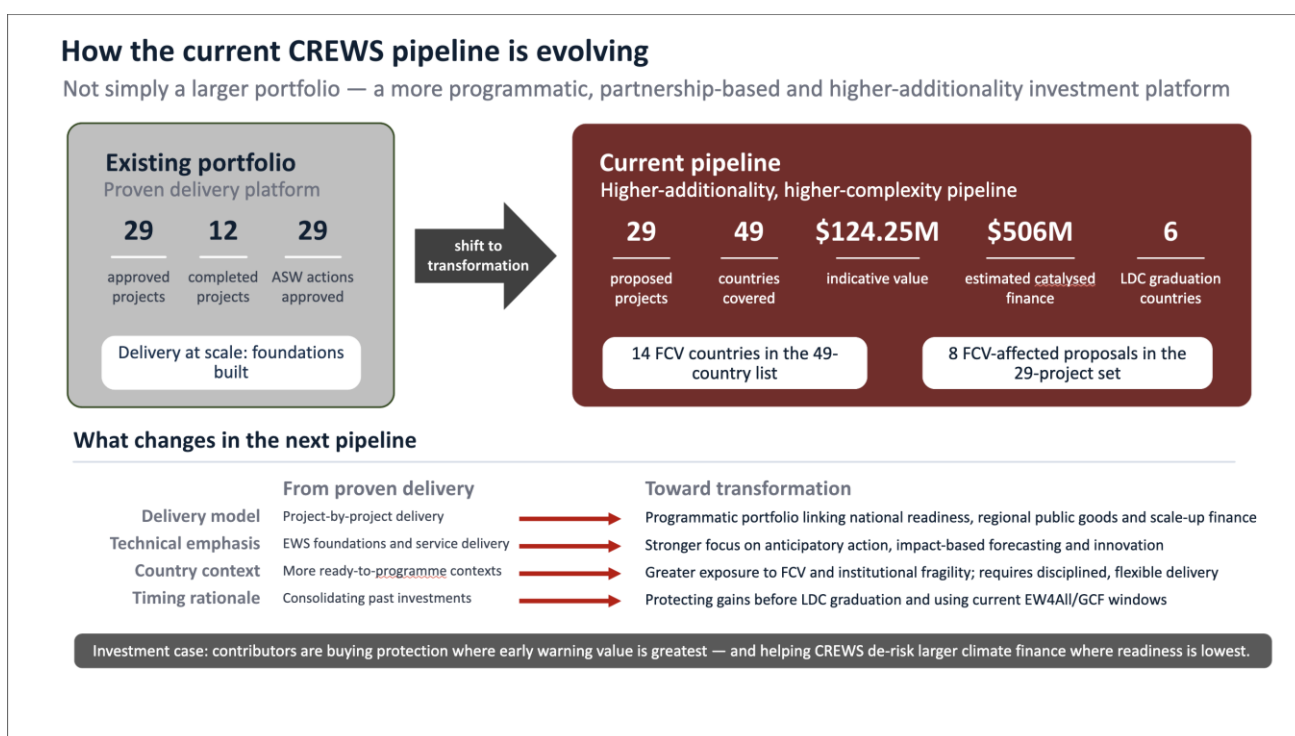 How the current CREWS pipeline is evolving
Not simply a larger portfolio — a more programmatic, partnership-based and higher-additionality investment platform
Existing portfolio
Proven delivery platform
29
approved
projects
12
completed
projects
29
ASW actions
approved
Delivery at scale: foundations
built
shift to
transformation
Current pipeline
Higher-additionality, higher-complexity pipeline
29
proposed
projects
49
countries
covered
$124.25M
indicative value
$506M
estimated catalysed
finance
6
LDC graduation
countries
14 FCV countries in the 49-
country list
8 FCV-affected proposals in the
29-project set
What changes in the next pipeline
From proven delivery
Toward transformation
Delivery model
Project-by-project delivery
Programmatic portfolio linking national readiness, regional public goods and scale-up finance
Technical emphasis
EWS foundations and service delivery
Stronger focus on anticipatory action, impact-based forecasting and innovation
Country context
More ready-to-programme contexts
Greater exposure to FCV and institutional fragility; requires disciplined, flexible delivery
Timing rationale
Consolidating past investments
Protecting gains before LDC graduation and using current EW4All/GCF windows
Investment case: contributors are buying protection where early warning value is greatest — and helping CREWS de-risk larger climate finance where readiness is lowest.